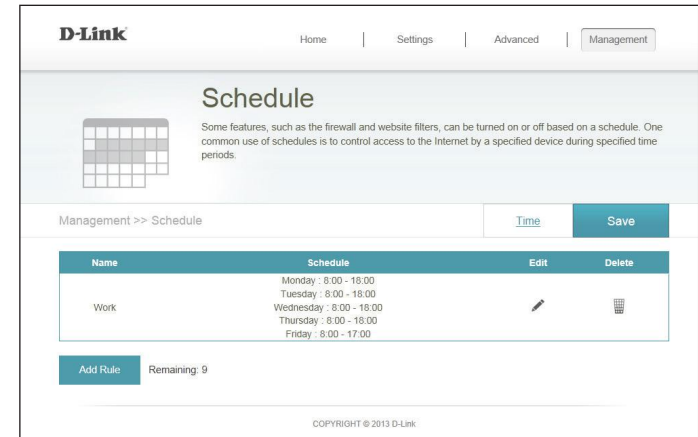 D-Link
Home | Settings | Advanced | Management
Schedule
Some features, such as the firewall and website filters, can be turned on or off based on a schedule. One
common use of schedules is to control access to the Internet by a specified device during specified time
periods.
Management >> Schedule
Time
Save
Name Schedule Edit Delete
Monday : 8:00 - 18:00
Tuesday : 8:00 - 18:00
Work Wednesday : 8:00 - 18:00
Thursday : 8:00 - 18:00
Friday : 8:00 - 17:00
Add Rule Remaining: 9
COPYRIGHT © 2013 D-Link